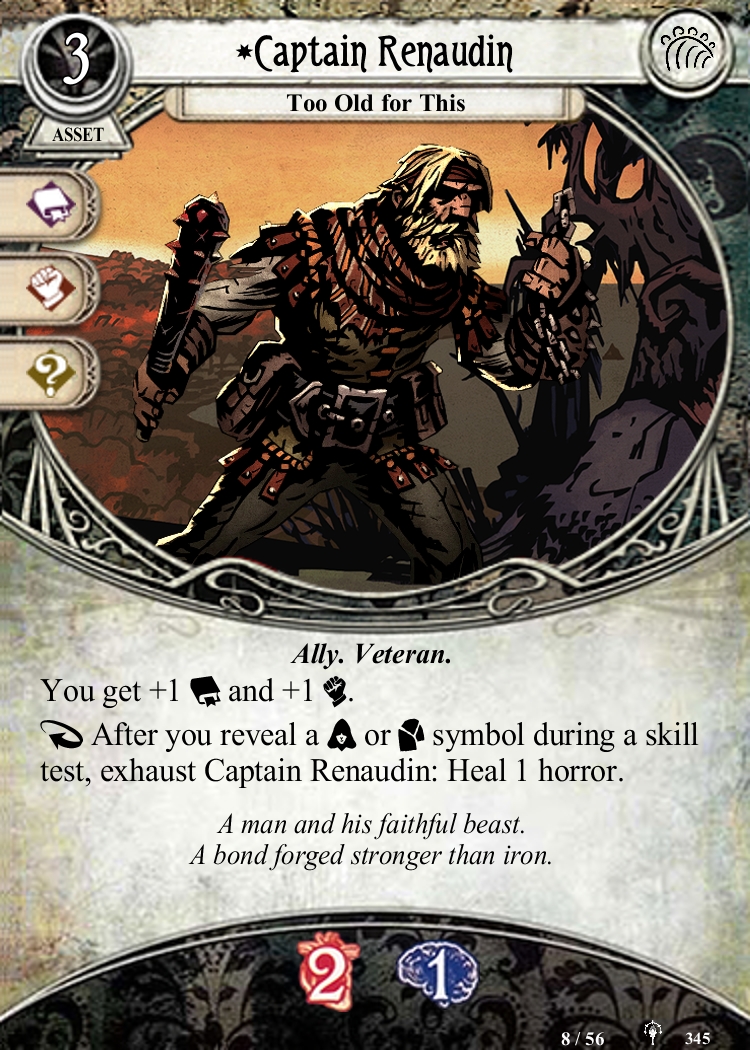 3
*Captain Renaudin
Too Old for This
ASSET
?
Ally. Veteran.
You get +1 and +1 .
After you reveal a or symbol during a skill
test, exhaust Captain Renaudin: Heal 1 horror.
A man and his faithful beast.
A bond forged stronger than iron.
2 1
8 / 56 345